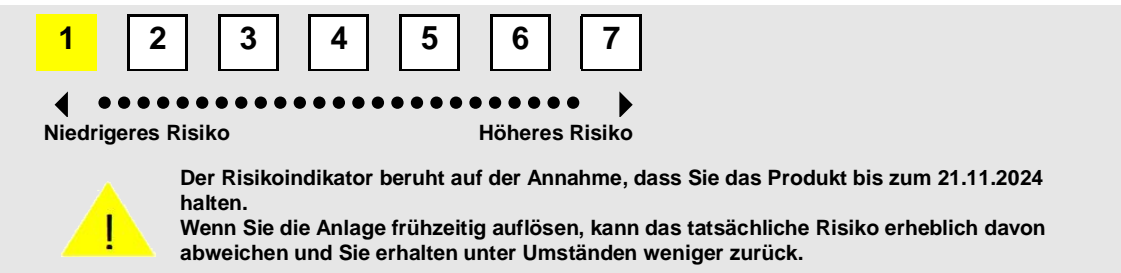 1 2 3 4 5 6 7
Niedrigeres Risiko Höheres Risiko
Der Risikoindikator beruht auf der Annahme, dass Sie das Produkt bis zum 21.11.2024
halten.
Wenn Sie die Anlage frühzeitig auflösen, kann das tatsächliche Risiko erheblich davon
abweichen und Sie erhalten unter Umständen weniger zurück.
!